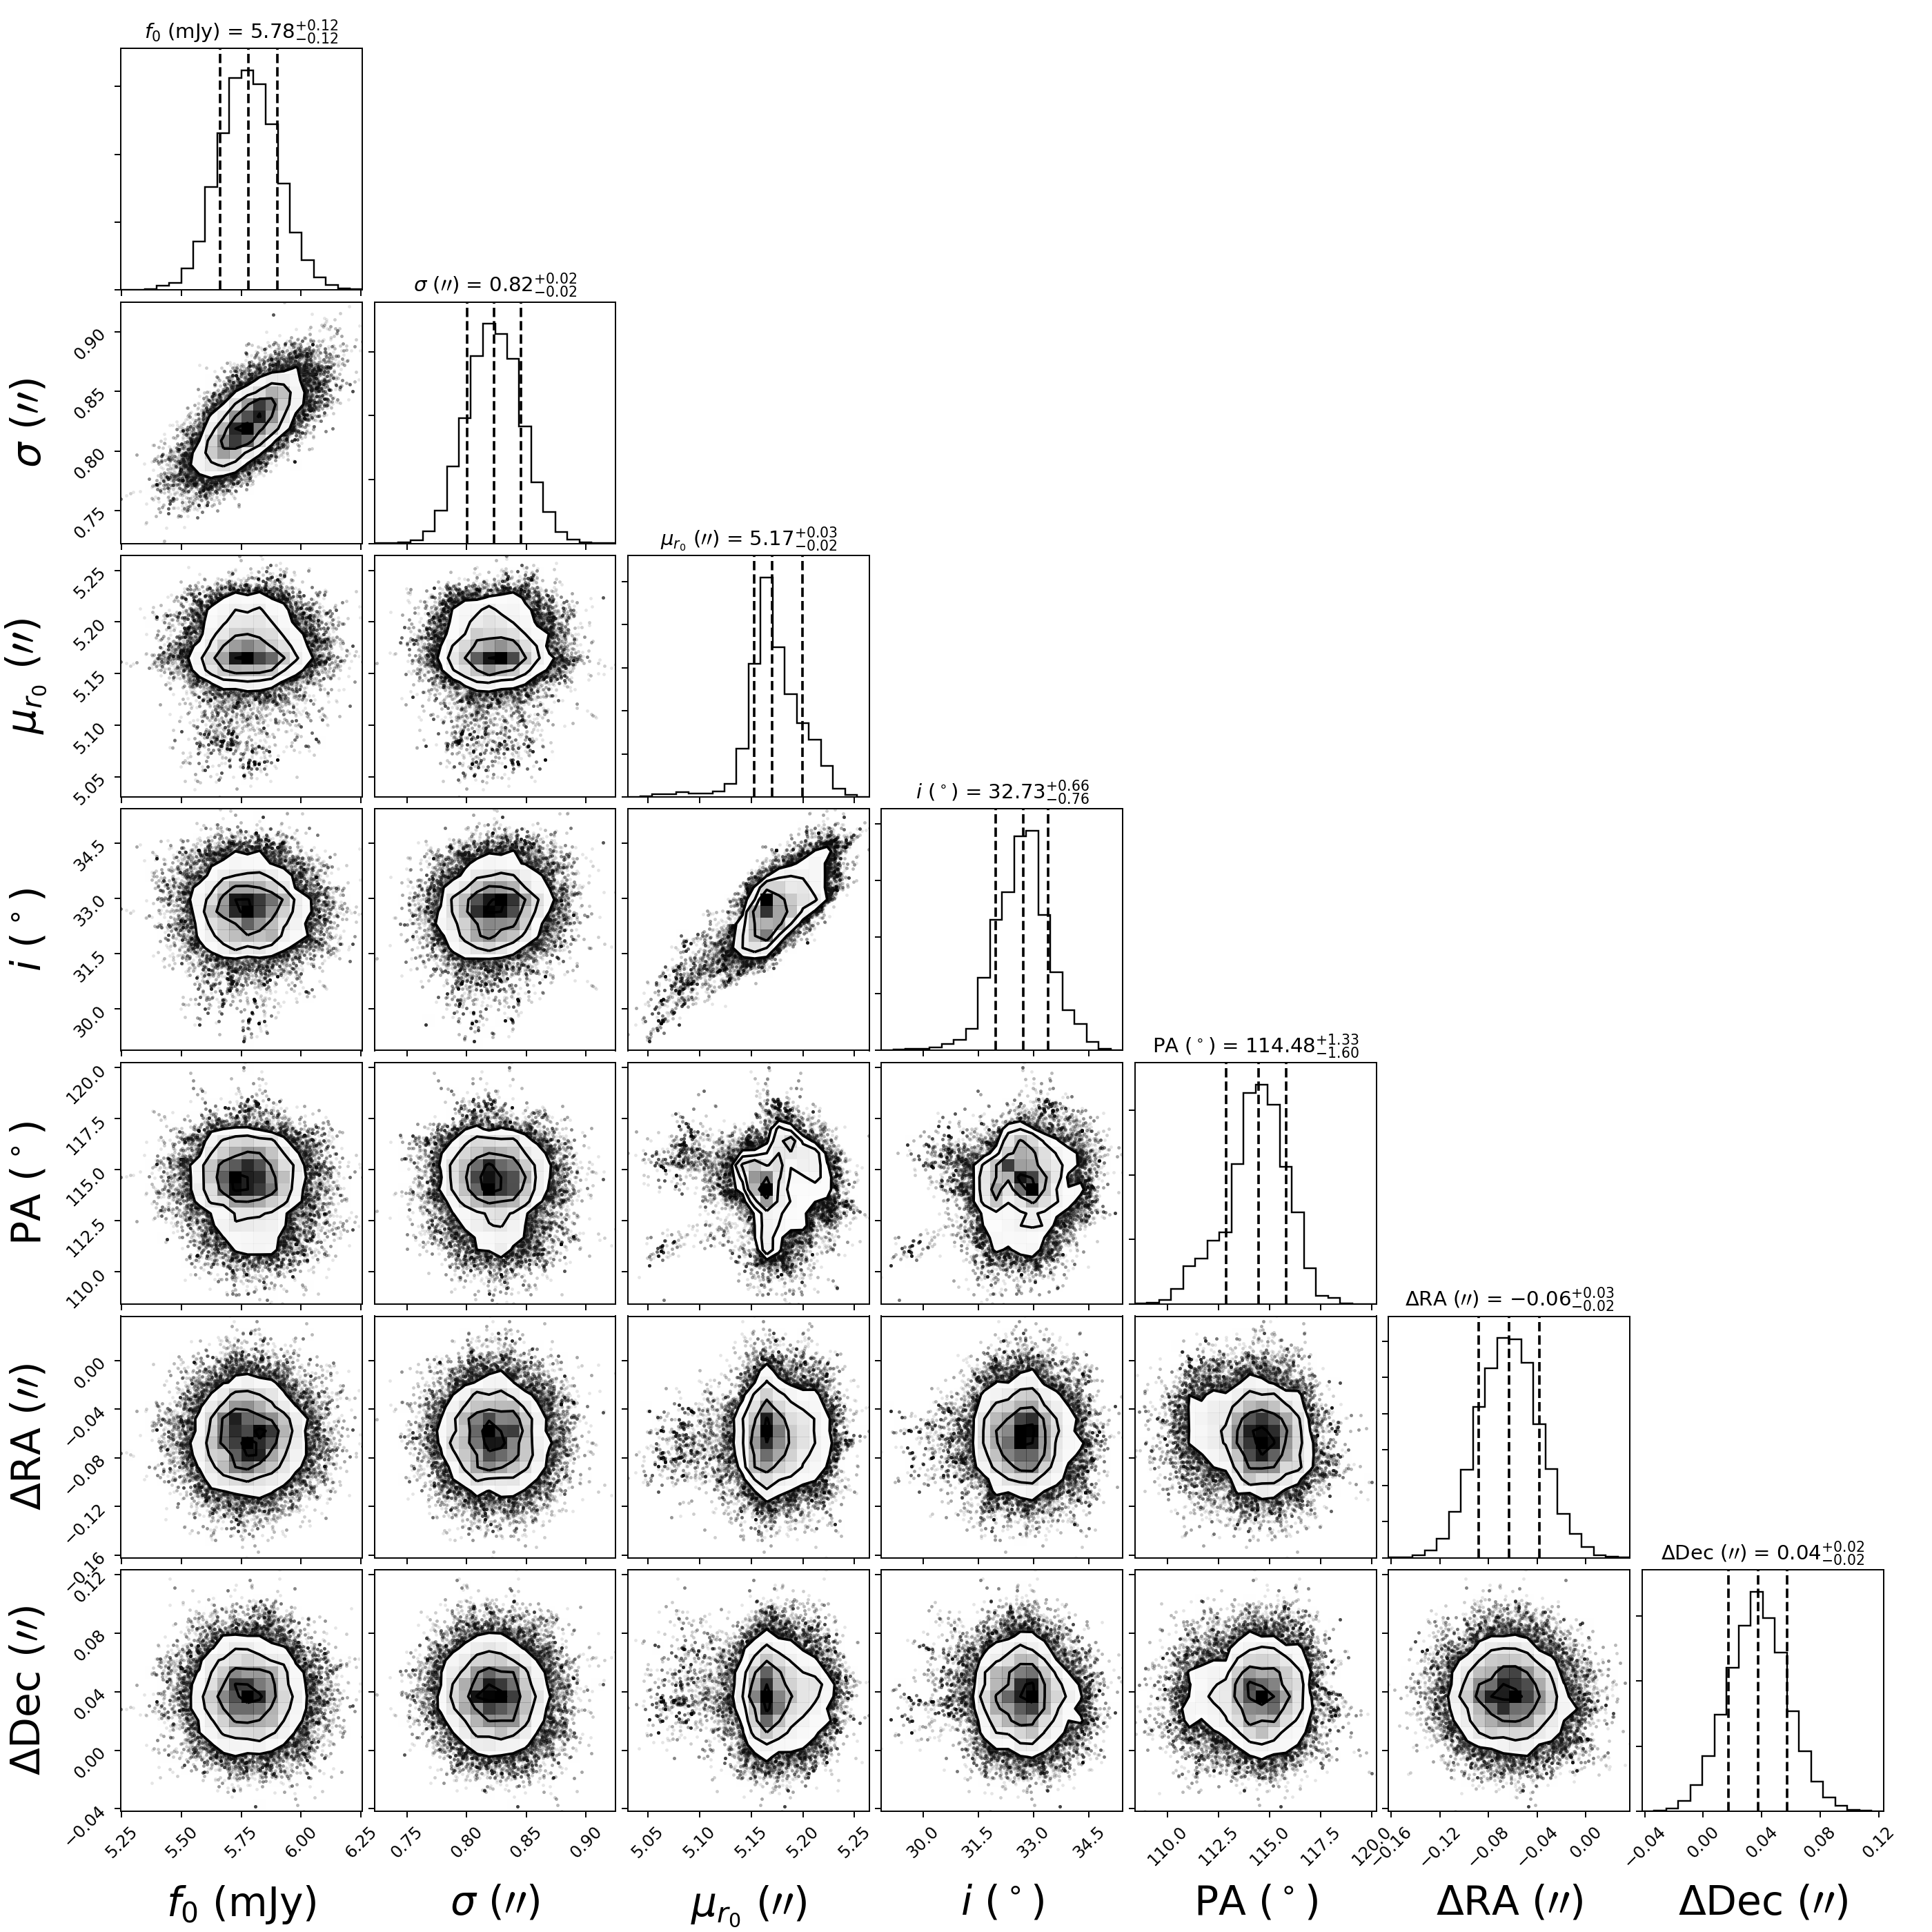 f₀ (mJy) = 5.78 +0.12 −0.12
σ (″) = 0.82 +0.02 −0.02
0.90
0.85
0.80
0.75
σ (″)
μr₀ (″) = 5.17 +0.03 −0.02
5.25
5.20
5.15
5.10
5.05
μr₀ (″)
i (°) = 32.73 +0.66 −0.76
34.5
33.0
31.5
30.0
i (°)
PA (°) = 114.48 +1.33 −1.60
120.0
117.5
115.0
112.5
110.0
PA (°)
ΔRA (″) = −0.06 +0.03 −0.02
0.00
−0.04
−0.08
−0.12
−0.16
ΔRA (″)
ΔDec (″) = 0.04 +0.02 −0.02
0.12
0.08
0.04
0.00
−0.04
ΔDec (″)
5.25 5.50 5.75 6.00 6.25 0.75 0.80 0.85 0.90 5.05 5.10 5.15 5.20 5.25 30.0 31.5 33.0 34.5 110.0 112.5 115.0 117.5 120.0 −0.16 −0.12 −0.08 −0.04 0.00 −0.04 0.00 0.04 0.08 0.12
f₀ (mJy) σ (″) μr₀ (″) i (°) PA (°) ΔRA (″) ΔDec (″)